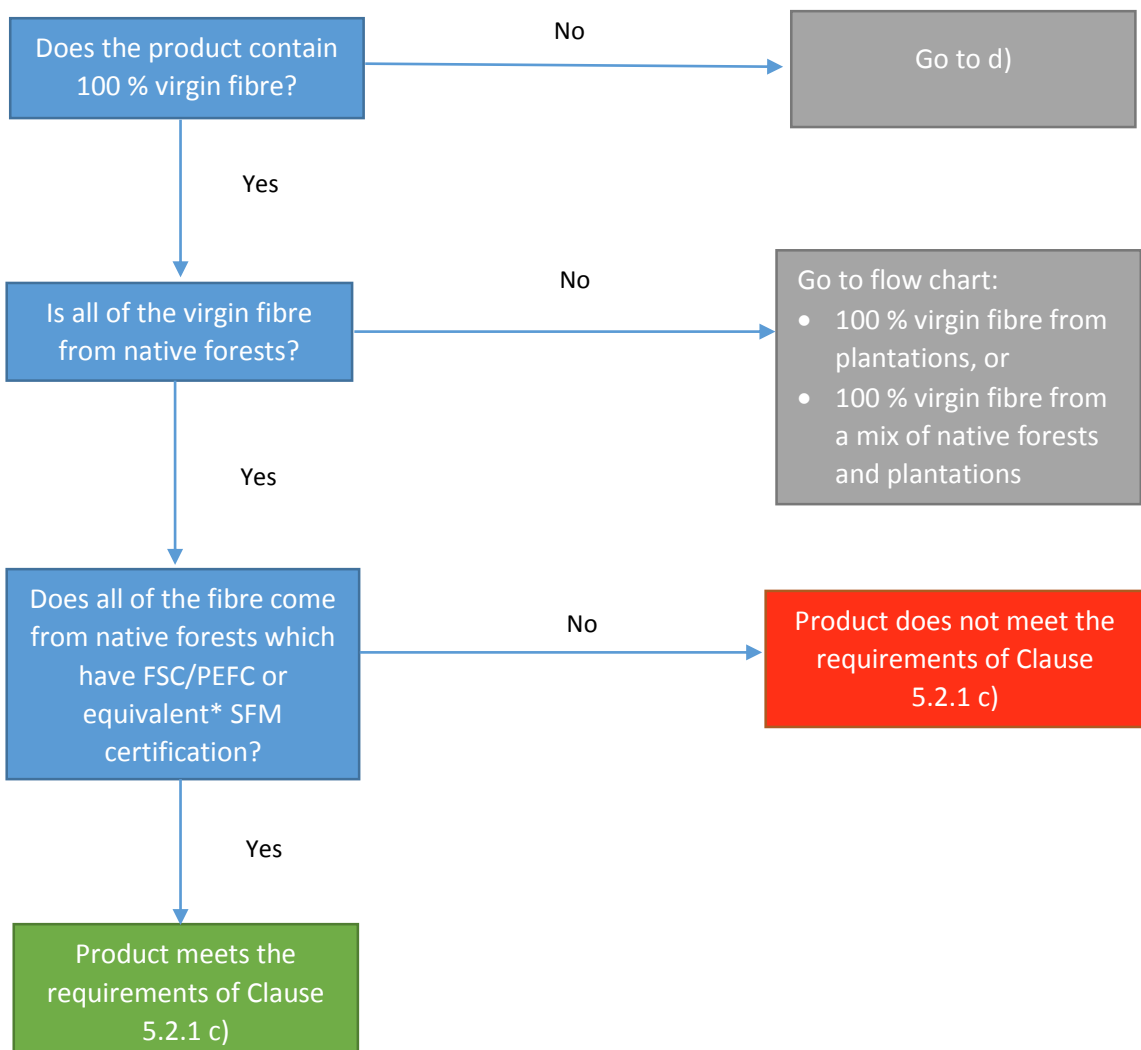 Does the product contain
100 % virgin fibre?
No
Go to d)
Yes
Is all of the virgin fibre
from native forests?
No
Go to flow chart:
• 100 % virgin fibre from
plantations, or
• 100 % virgin fibre from
a mix of native forests
and plantations
Yes
Does all of the fibre come
from native forests which
have FSC/PEFC or
equivalent* SFM
certification?
No
Product does not meet the
requirements of Clause
5.2.1 c)
Yes
Product meets the
requirements of Clause
5.2.1 c)